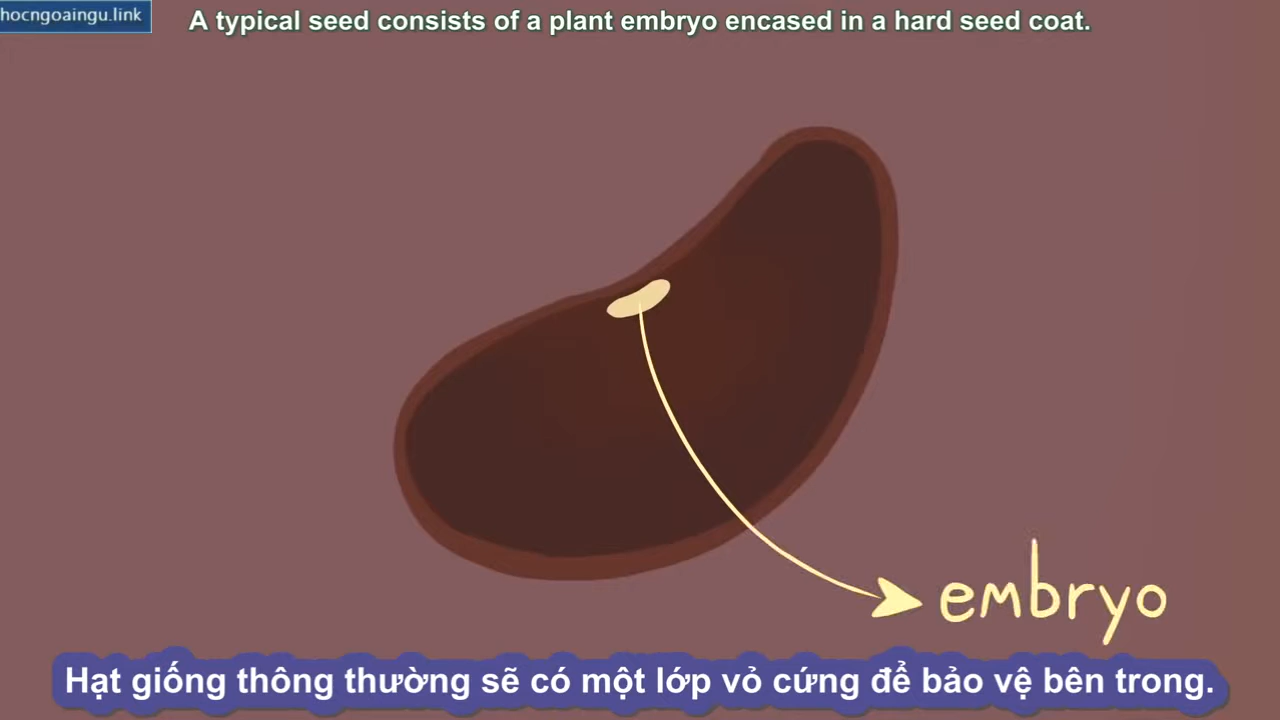 hocngoaingu.link
A typical seed consists of a plant embryo encased in a hard seed coat.
embryo
Hạt giống thông thường sẽ có một lớp vỏ cứng để bảo vệ bên trong.